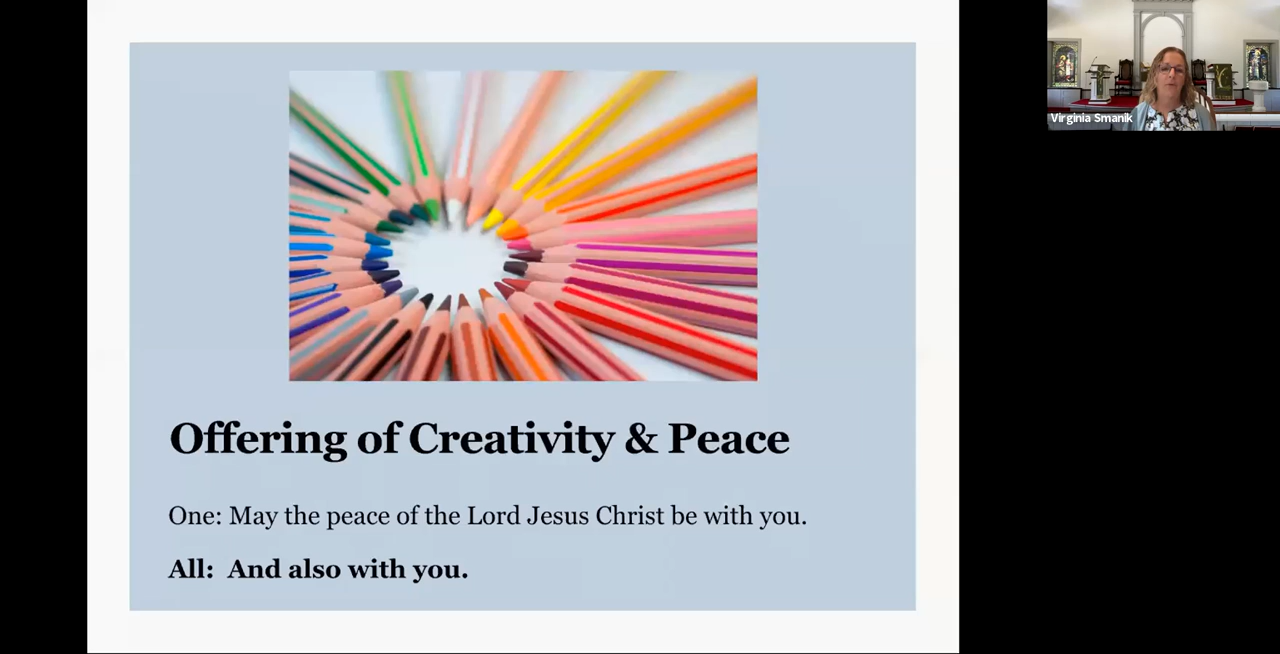 Virginia Smanik
Offering of Creativity & Peace
One: May the peace of the Lord Jesus Christ be with you.
All: And also with you.